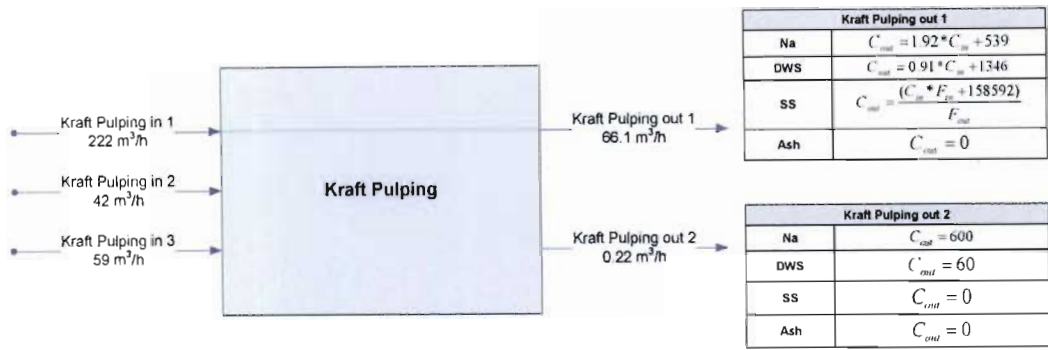 Kraft Pulping in 1
222 m³/h
Kraft Pulping in 2
42 m³/h
Kraft Pulping in 3
59 m³/h
Kraft Pulping
Kraft Pulping out 1
66.1 m³/h
Kraft Pulping out 2
0.22 m³/h
Kraft Pulping out 1
Na C_out = 1.92 * C_in + 539
DWS C_out = 0.91 * C_in + 1346
SS C_out = (C_in * F_in + 158592) / F_out
Ash C_out = 0
Kraft Pulping out 2
Na C_out = 600
DWS C_out = 60
SS C_out = 0
Ash C_out = 0